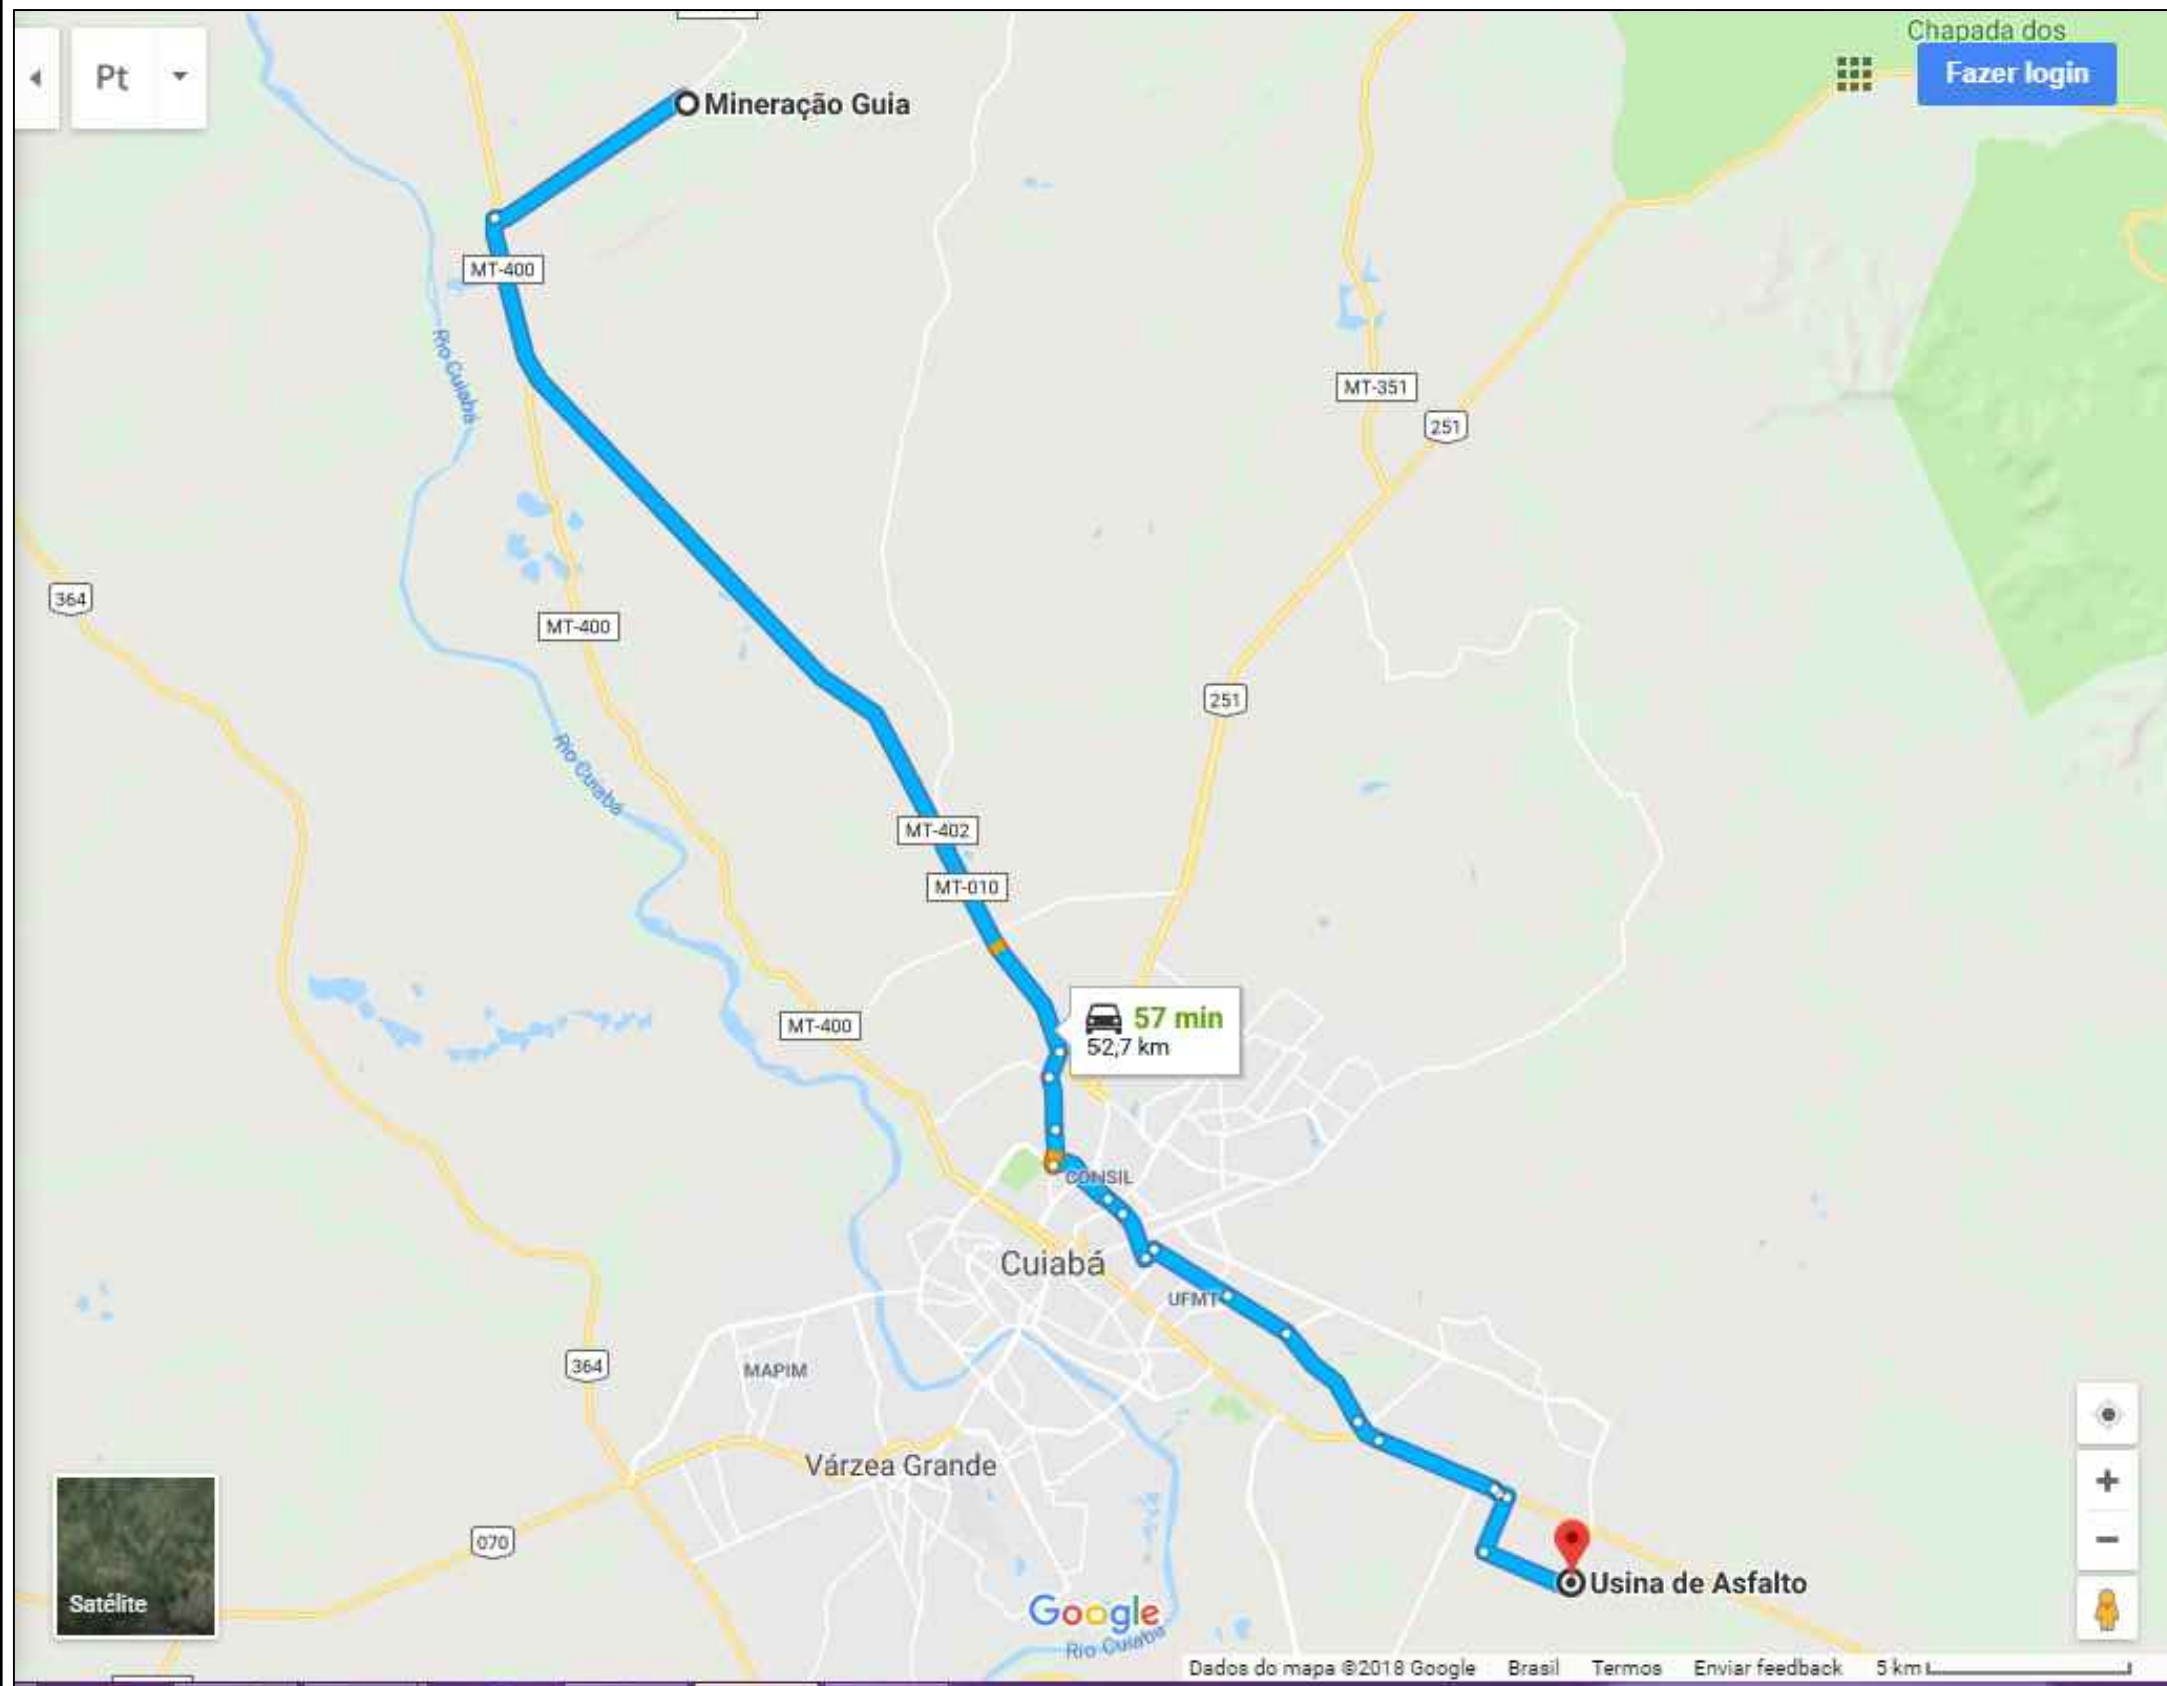 Chapada dos
Pt
Fazer login
Mineração Guia
MT-400
Rio Cuiabá
MT-351
251
364
MT-400
251
Rio Cuiabá
MT-402
MT-010
57 min
52,7 km
MT-400
CONSIL
Cuiabá
UFMT
364
MAPIM
Várzea Grande
070
Usina de Asfalto
Satélite
Google
Rio Cuiabá
Dados do mapa ©2018 Google Brasil Termos Enviar feedback 5 km